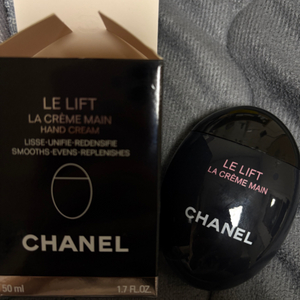 LE LIFT
LA CRÈME MAIN
HAND CREAM
LISSE·UNIFIE·REDENSIFIE
SMOOTHS·EVENS·REPLENISHES
CHANEL
50 ml 1.7 FL. OZ.
LE LIFT
LA CRÈME MAIN
CHANEL